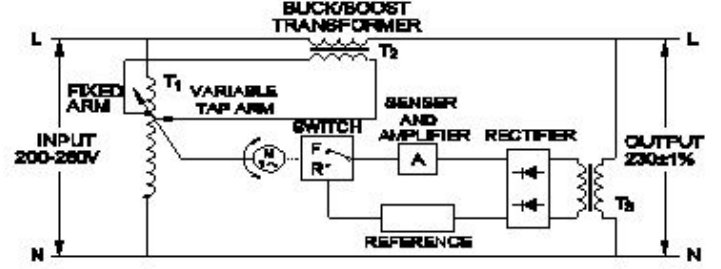 BUCK/BOOST
TRANSFORMER
L
L
T2
T1
FIXED
ARM
VARIABLE
TAP ARM
SENSER
AND
AMPLIFIER
SWITCH
RECTIFIER
INPUT
200-260V
F
R
M
1~
A
OUTPUT
230±1%
T3
REFERENCE
N
N